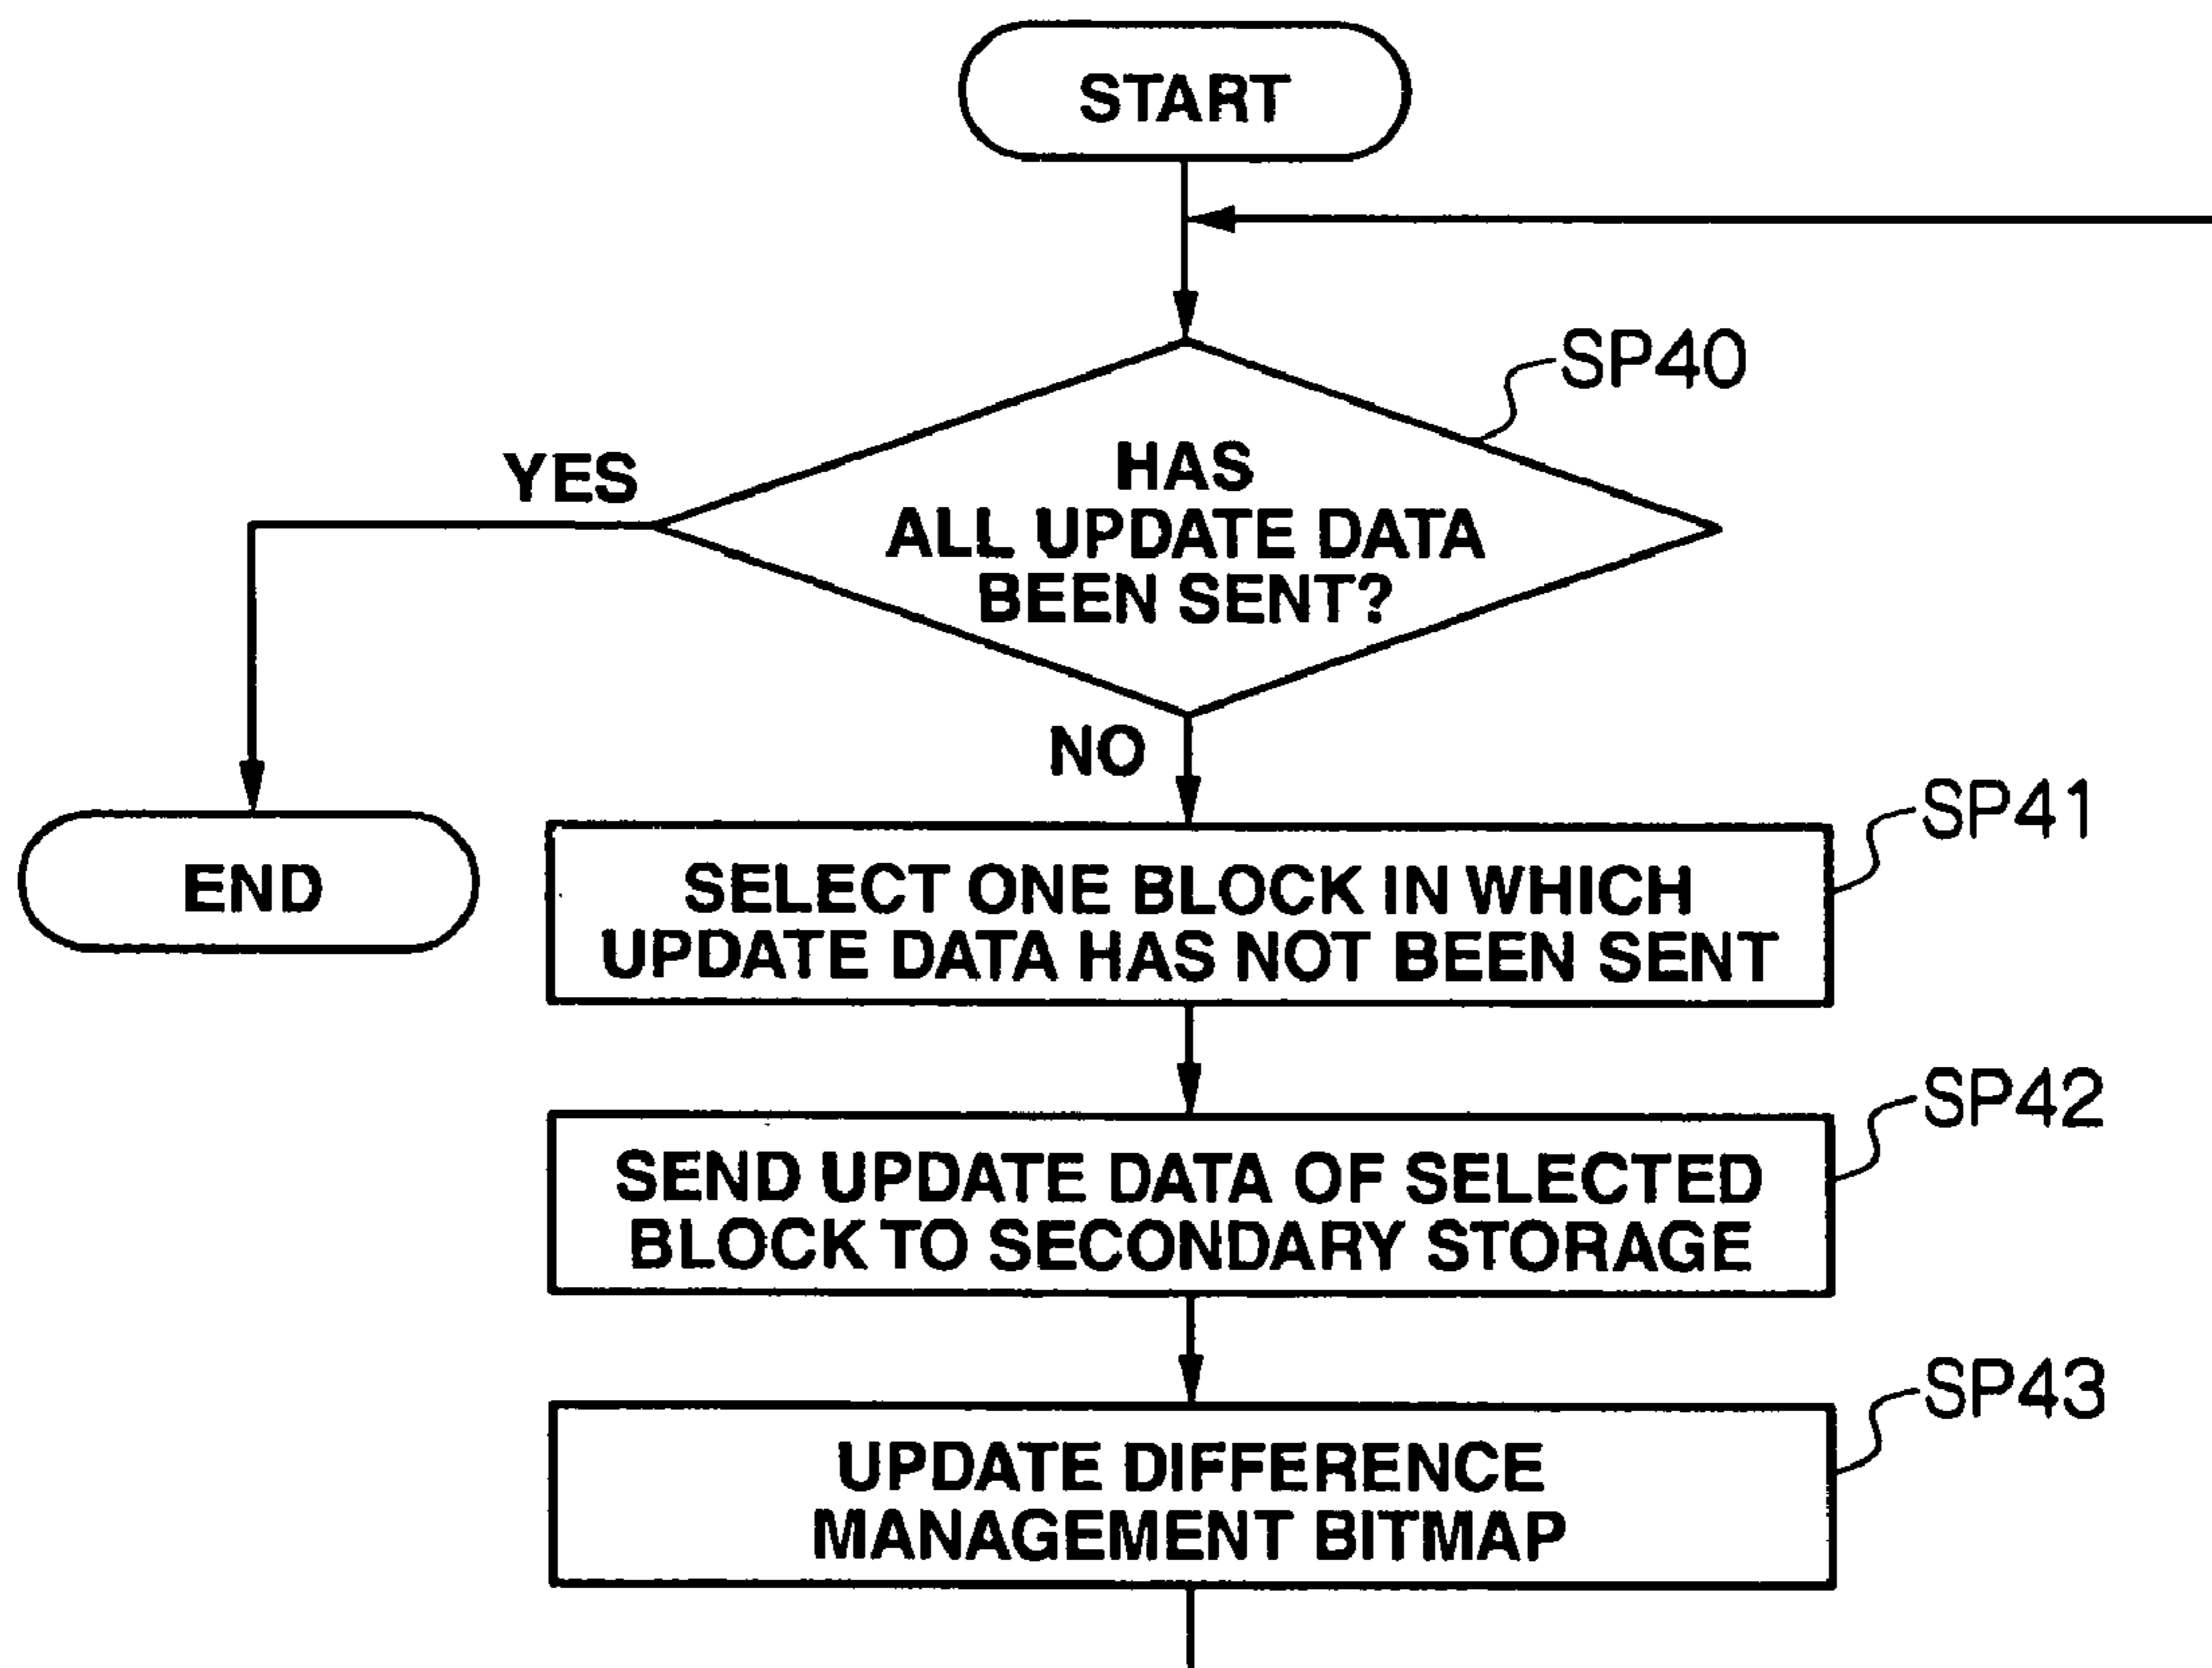 START
SP40
HAS
ALL UPDATE DATA
BEEN SENT?
YES
NO
END
SP41
SELECT ONE BLOCK IN WHICH
UPDATE DATA HAS NOT BEEN SENT
SP42
SEND UPDATE DATA OF SELECTED
BLOCK TO SECONDARY STORAGE
SP43
UPDATE DIFFERENCE
MANAGEMENT BITMAP